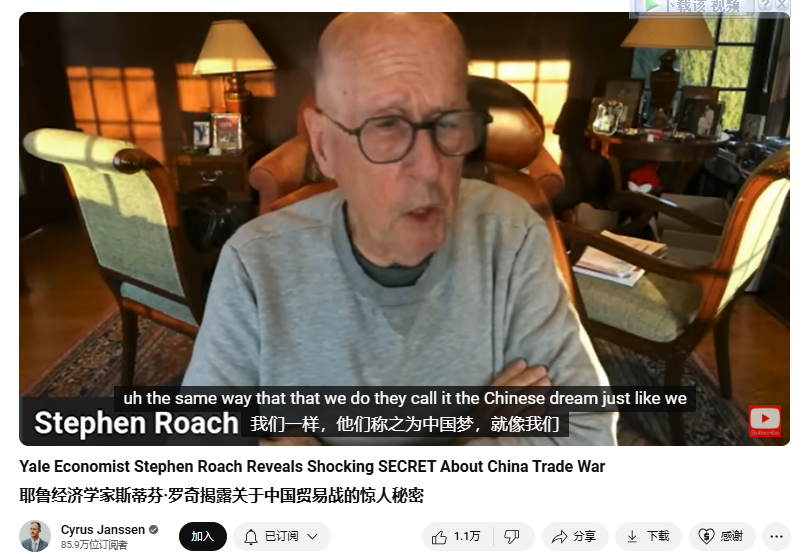 下载该 视频
?
uh the same way that that we do they call it the Chinese dream just like we
Stephen Roach
我们一样，他们称之为中国梦，就像我们
Subscribe
Yale Economist Stephen Roach Reveals Shocking SECRET About China Trade War
耶鲁经济学家斯蒂芬·罗奇揭露关于中国贸易战的惊人秘密
Cyrus Janssen
85.9万位订阅者
加入
已订阅
1.1万
分享
下载
感谢